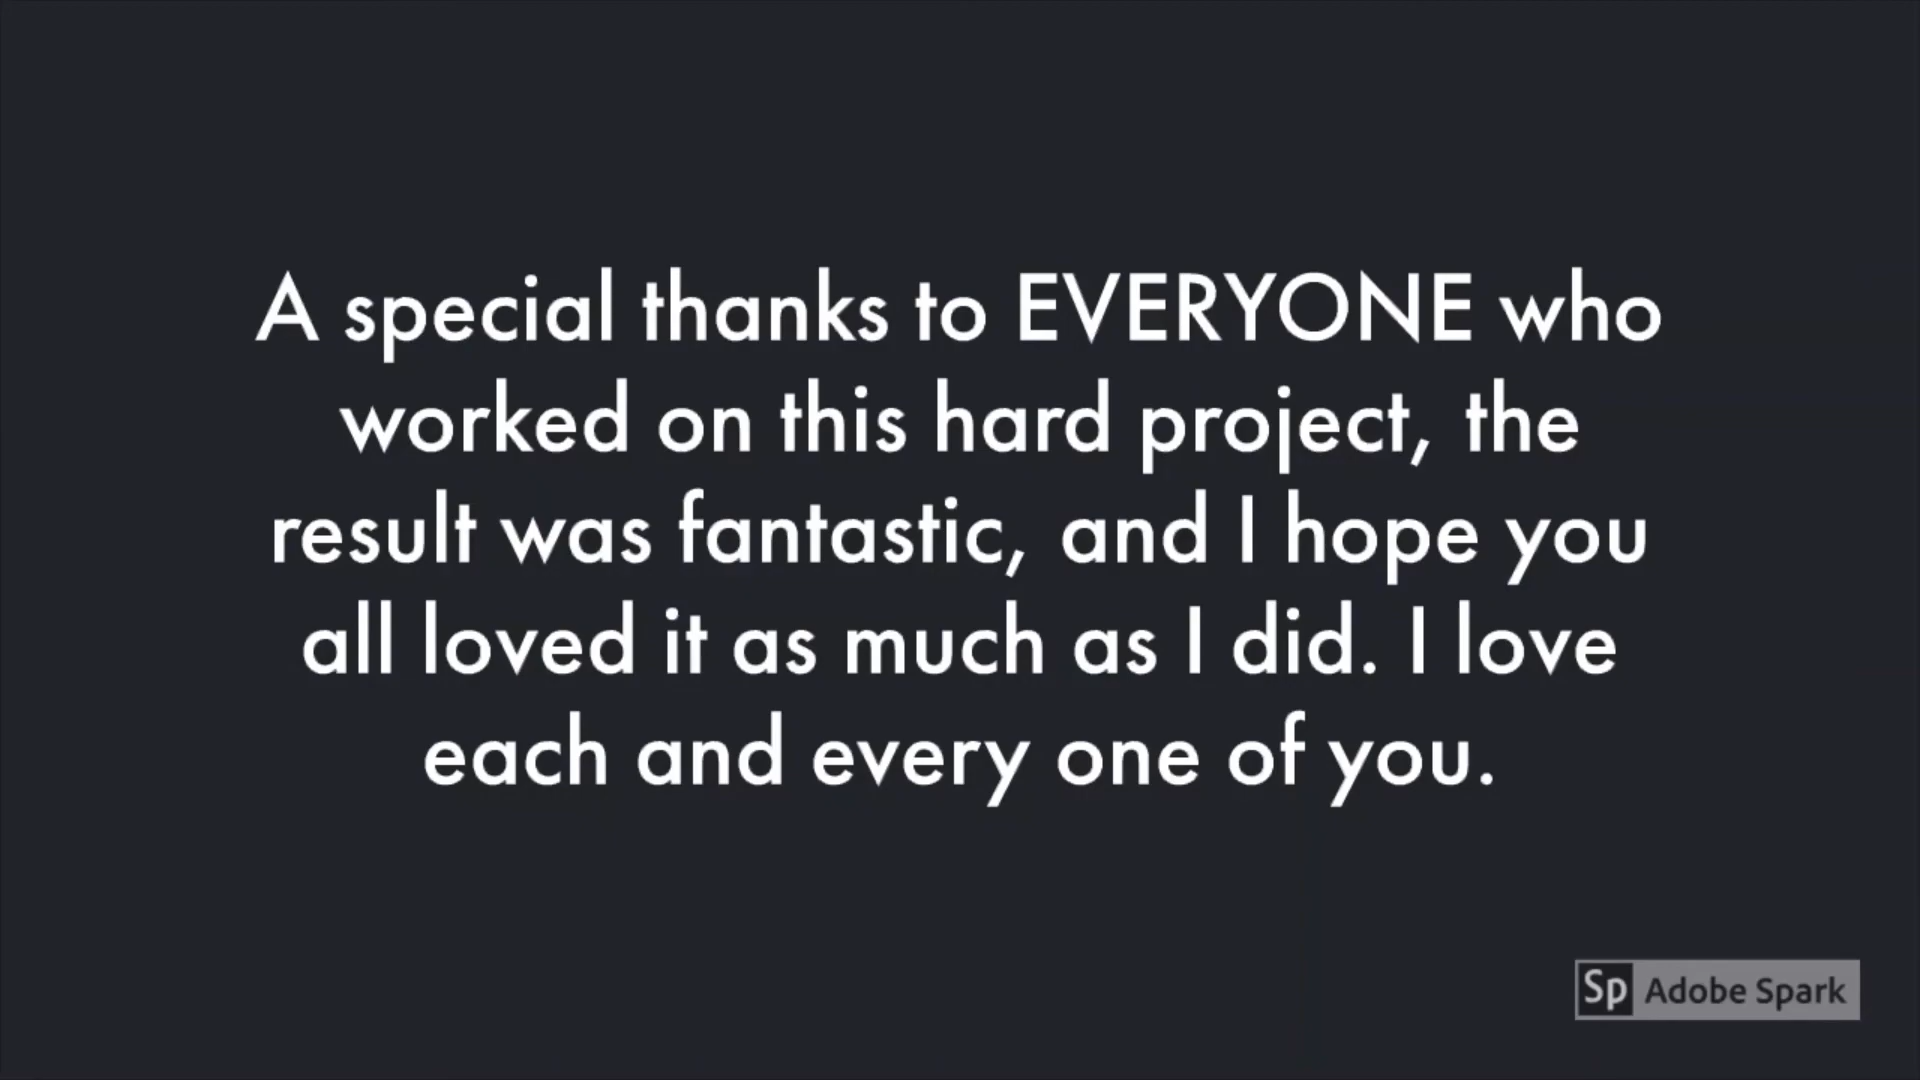 A special thanks to EVERYONE who
worked on this hard project, the
result was fantastic, and I hope you
all loved it as much as I did. I love
each and every one of you.
Sp Adobe Spark